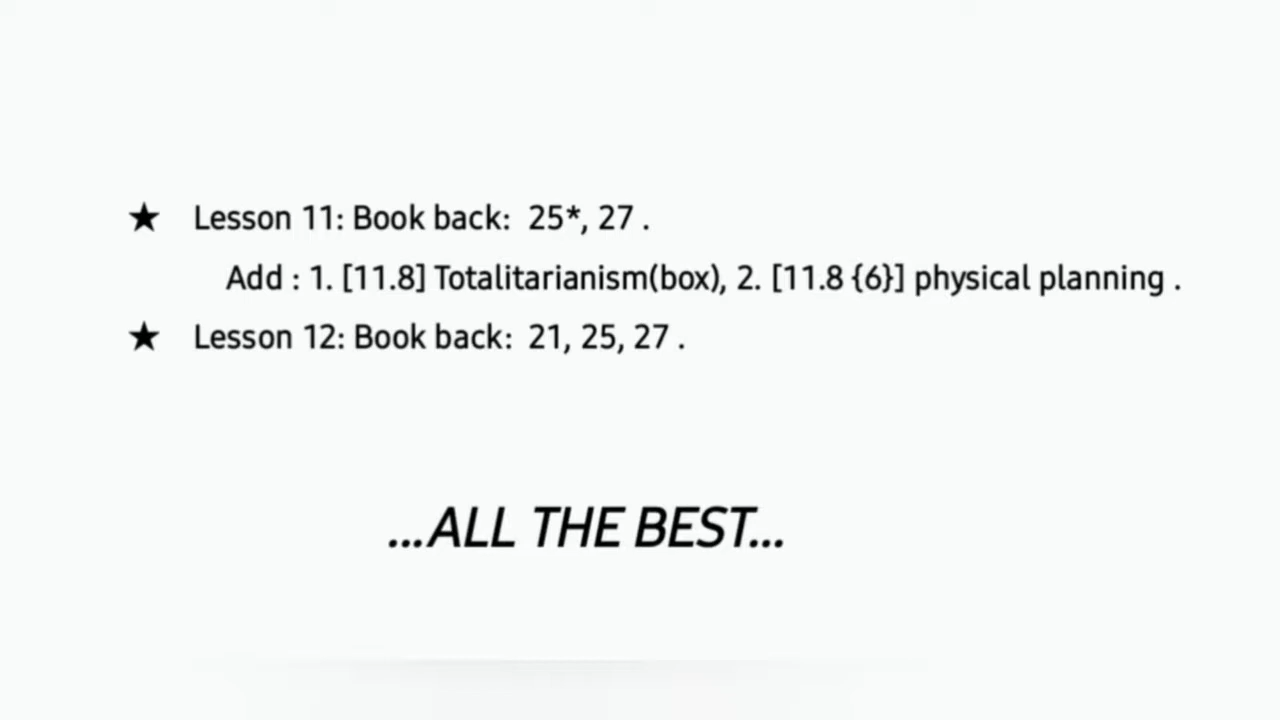 ★ Lesson 11: Book back: 25*, 27 .
Add : 1. [11.8] Totalitarianism(box), 2. [11.8 {6}] physical planning .
★ Lesson 12: Book back: 21, 25, 27 .
...ALL THE BEST...